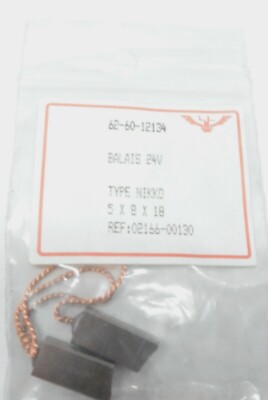 62-60-12134
BALAIS 24V
TYPE NIKKO
5 X 8 X 18
REF:02166-00130